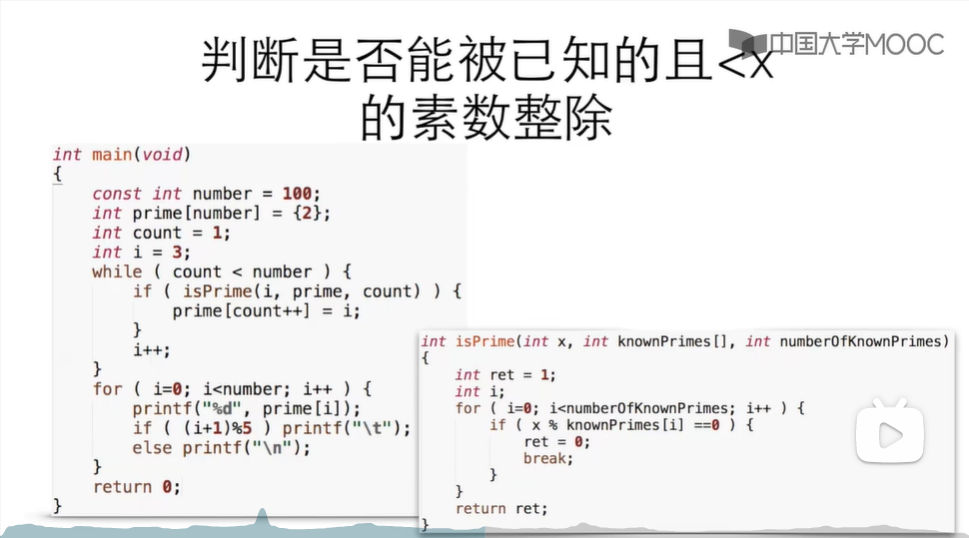 中国大学MOOC
判断是否能被已知的且<x
的素数整除
int main(void)
{
    const int number = 100;
    int prime[number] = {2};
    int count = 1;
    int i = 3;
    while ( count < number ) {
        if ( isPrime(i, prime, count) ) {
            prime[count++] = i;
        }
        i++;
    }
    for ( i=0; i<number; i++ ) {
        printf("%d", prime[i]);
        if ( (i+1)%5 ) printf("\t");
        else printf("\n");
    }
    return 0;
}
int isPrime(int x, int knownPrimes[], int numberOfKnownPrimes)
{
    int ret = 1;
    int i;
    for ( i=0; i<numberOfKnownPrimes; i++ ) {
        if ( x % knownPrimes[i] ==0 ) {
            ret = 0;
            break;
        }
    }
    return ret;
}